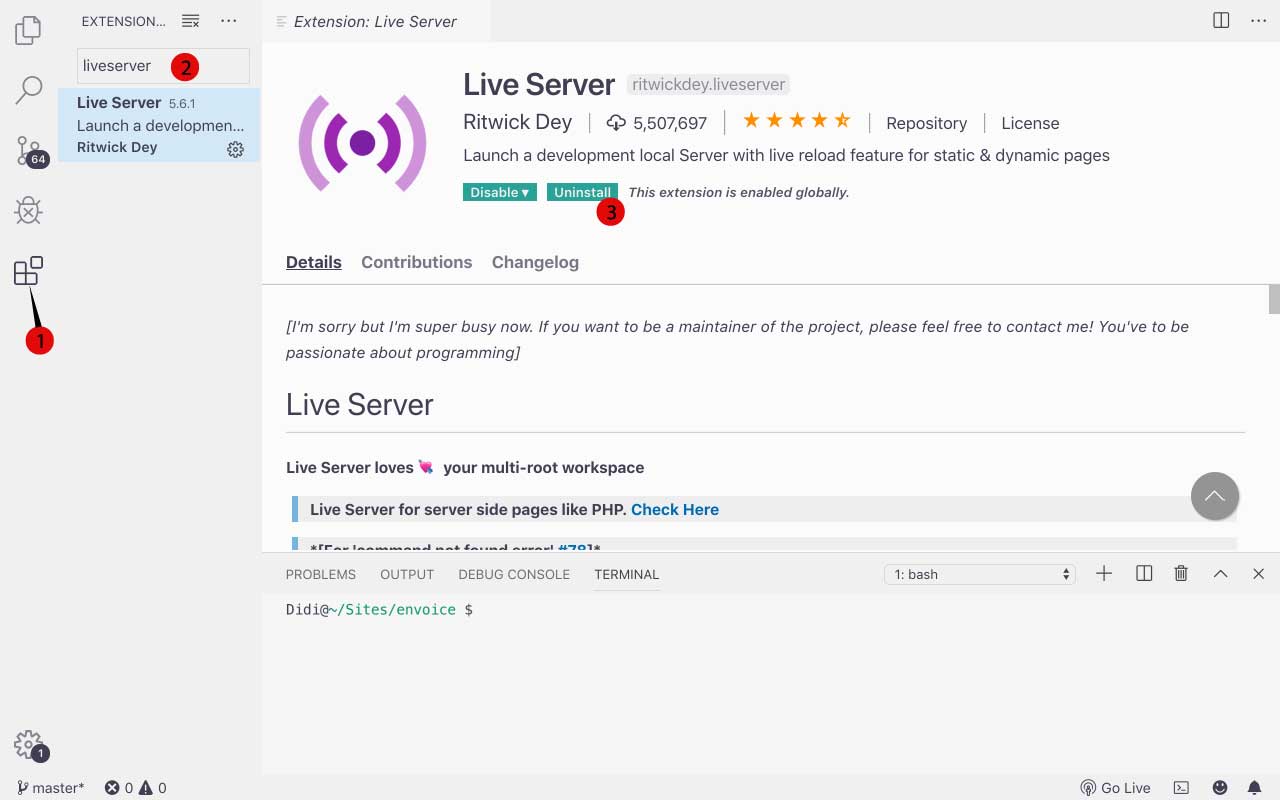 EXTENSION...
Extension: Live Server
liveserver
2
Live Server 5.6.1
Launch a developmen...
Ritwick Dey
64
1
Live Server ritwickdey.liveserver
Ritwick Dey 5,507,697 Repository License
Launch a development local Server with live reload feature for static & dynamic pages
Disable ▾ Uninstall This extension is enabled globally.
3
Details Contributions Changelog
[I'm sorry but I'm super busy now. If you want to be a maintainer of the project, please feel free to contact me! You've to be
passionate about programming]
Live Server
Live Server loves 💘 your multi-root workspace
Live Server for server side pages like PHP. Check Here
*[For 'command not found error' #78]*
PROBLEMS OUTPUT DEBUG CONSOLE TERMINAL 1: bash
Didi@~/Sites/envoice $
1
master* 0 0 Go Live